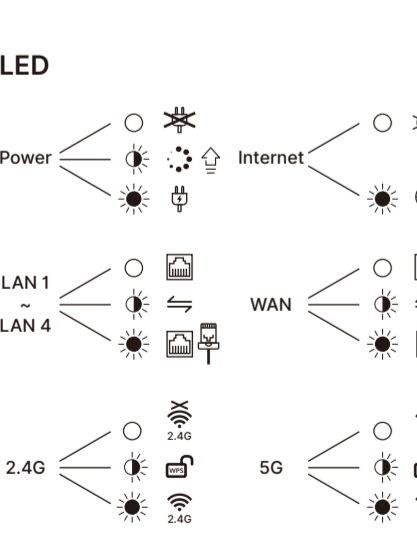 LED
Power
Internet
LAN 1
~
LAN 4
WAN
2.4G
2.4G
WPS
5G
2.4G